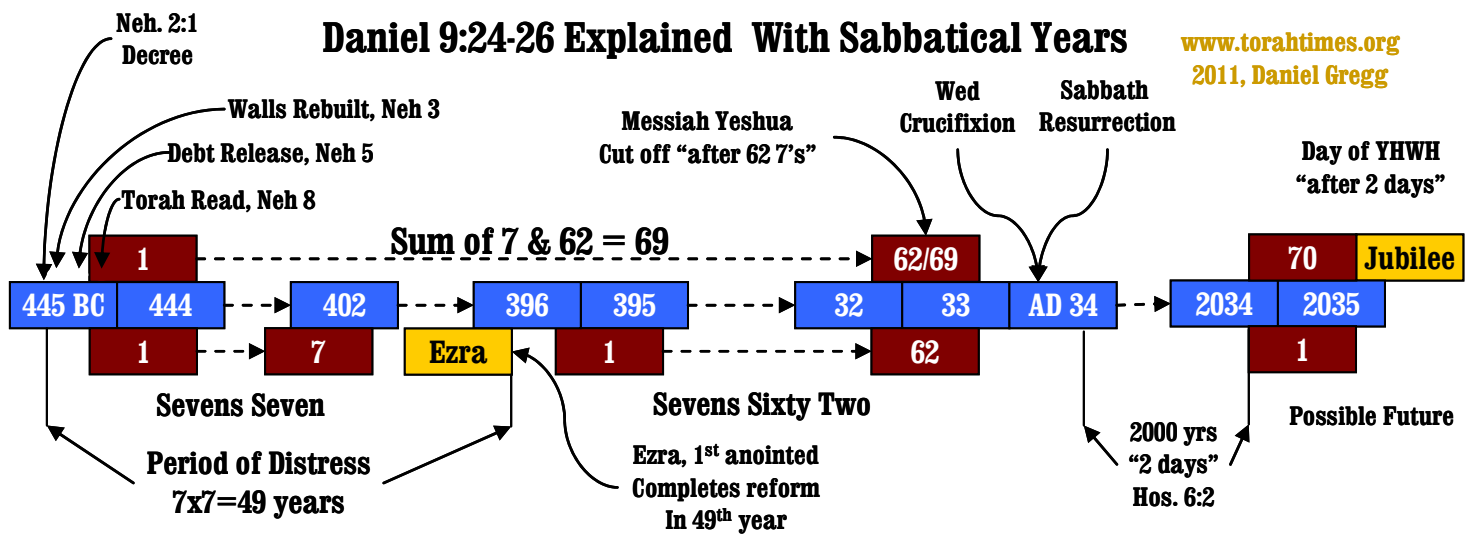 Daniel 9:24-26 Explained With Sabbatical Years
www.torahtimes.org
2011, Daniel Gregg
Neh. 2:1
Decree
Walls Rebuilt, Neh 3
Debt Release, Neh 5
Torah Read, Neh 8
Messiah Yeshua
Cut off “after 62 7's”
Wed
Crucifixion
Sabbath
Resurrection
Day of YHWH
“after 2 days”
Sum of 7 & 62 = 69
1
62/69
70
Jubilee
445 BC
444
402
396
395
32
33
AD 34
2034
2035
1
7
Ezra
1
62
1
Sevens Seven
Sevens Sixty Two
Possible Future
Period of Distress
7x7=49 years
Ezra, 1st anointed
Completes reform
In 49th year
2000 yrs
“2 days”
Hos. 6:2